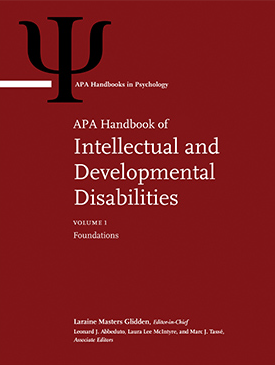 Ψ
APA Handbooks in Psychology
APA Handbook of
Intellectual and
Developmental
Disabilities
VOLUME 1
Foundations
Laraine Masters Glidden, Editor-in-Chief
Leonard J. Abbeduto, Laura Lee McIntyre, and Marc J. Tassé,
Associate Editors